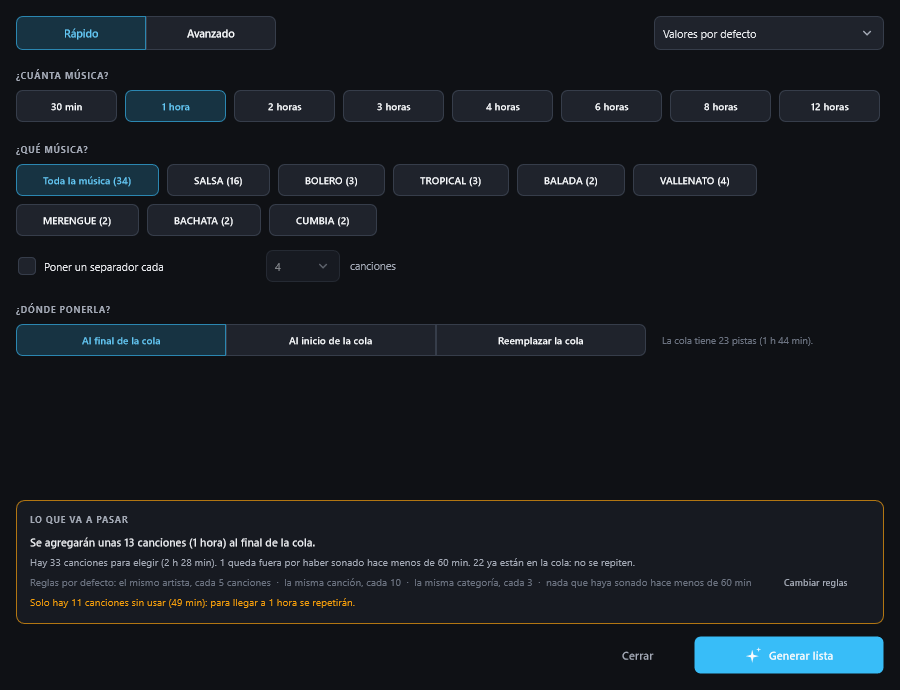 Rápido Avanzado Valores por defecto
¿CUÁNTA MÚSICA?
30 min 1 hora 2 horas 3 horas 4 horas 6 horas 8 horas 12 horas
¿QUÉ MÚSICA?
Toda la música (34) SALSA (16) BOLERO (3) TROPICAL (3) BALADA (2) VALLENATO (4)
MERENGUE (2) BACHATA (2) CUMBIA (2)
Poner un separador cada 4 canciones
¿DÓNDE PONERLA?
Al final de la cola Al inicio de la cola Reemplazar la cola La cola tiene 23 pistas (1 h 44 min).
LO QUE VA A PASAR
Se agregarán unas 13 canciones (1 hora) al final de la cola.
Hay 33 canciones para elegir (2 h 28 min). 1 queda fuera por haber sonado hace menos de 60 min. 22 ya están en la cola: no se repiten.
Reglas por defecto: el mismo artista, cada 5 canciones · la misma canción, cada 10 · la misma categoría, cada 3 · nada que haya sonado hace menos de 60 min Cambiar reglas
Solo hay 11 canciones sin usar (49 min): para llegar a 1 hora se repetirán.
Cerrar Generar lista